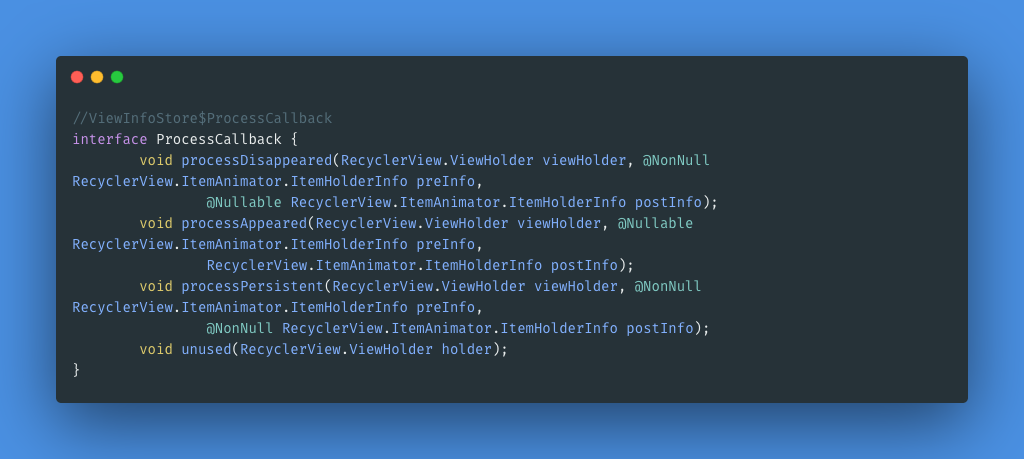 //ViewInfoStore$ProcessCallback
interface ProcessCallback {
        void processDisappeared(RecyclerView.ViewHolder viewHolder, @NonNull
RecyclerView.ItemAnimator.ItemHolderInfo preInfo,
                @Nullable RecyclerView.ItemAnimator.ItemHolderInfo postInfo);
        void processAppeared(RecyclerView.ViewHolder viewHolder, @Nullable
RecyclerView.ItemAnimator.ItemHolderInfo preInfo,
                RecyclerView.ItemAnimator.ItemHolderInfo postInfo);
        void processPersistent(RecyclerView.ViewHolder viewHolder, @NonNull
RecyclerView.ItemAnimator.ItemHolderInfo preInfo,
                @NonNull RecyclerView.ItemAnimator.ItemHolderInfo postInfo);
        void unused(RecyclerView.ViewHolder holder);
}